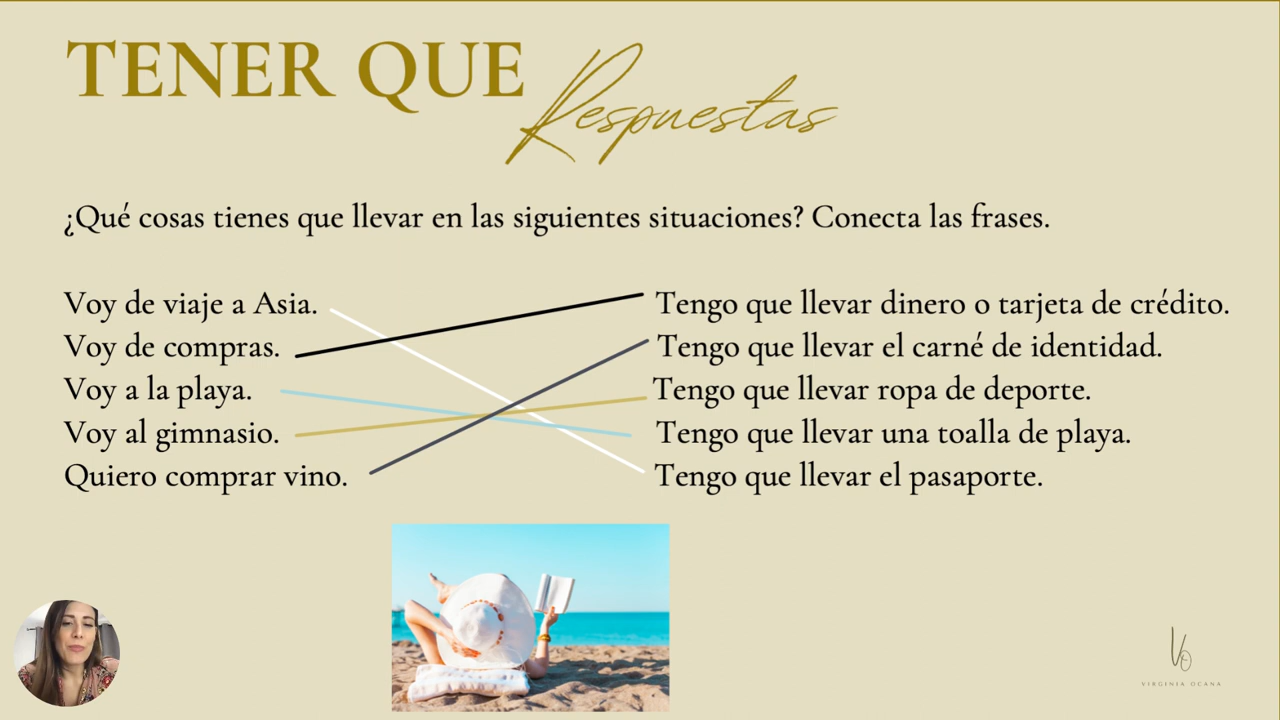 TENER QUE
Respuestas
¿Qué cosas tienes que llevar en las siguientes situaciones? Conecta las frases.
Voy de viaje a Asia.
Voy de compras.
Voy a la playa.
Voy al gimnasio.
Quiero comprar vino.
Tengo que llevar dinero o tarjeta de crédito.
Tengo que llevar el carné de identidad.
Tengo que llevar ropa de deporte.
Tengo que llevar una toalla de playa.
Tengo que llevar el pasaporte.
VO
VIRGINIA OCANA